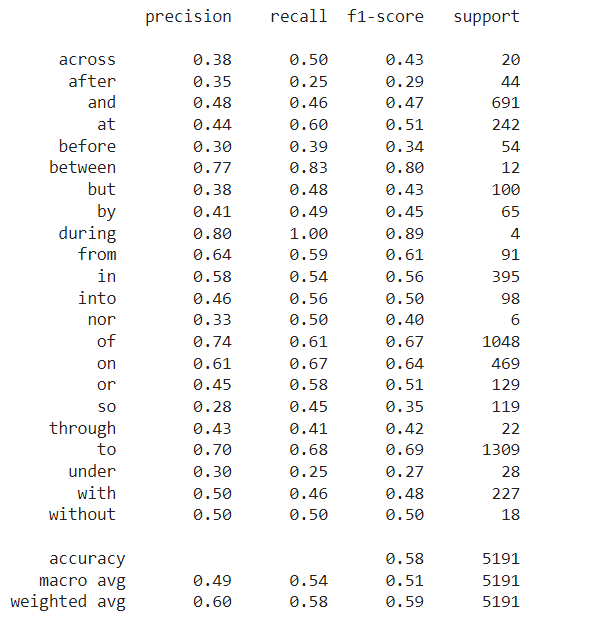 precision recall f1-score support
across 0.38 0.50 0.43 20
after 0.35 0.25 0.29 44
and 0.48 0.46 0.47 691
at 0.44 0.60 0.51 242
before 0.30 0.39 0.34 54
between 0.77 0.83 0.80 12
but 0.38 0.48 0.43 100
by 0.41 0.49 0.45 65
during 0.80 1.00 0.89 4
from 0.64 0.59 0.61 91
in 0.58 0.54 0.56 395
into 0.46 0.56 0.50 98
nor 0.33 0.50 0.40 6
of 0.74 0.61 0.67 1048
on 0.61 0.67 0.64 469
or 0.45 0.58 0.51 129
so 0.28 0.45 0.35 119
through 0.43 0.41 0.42 22
to 0.70 0.68 0.69 1309
under 0.30 0.25 0.27 28
with 0.50 0.46 0.48 227
without 0.50 0.50 0.50 18
accuracy 0.58 5191
macro avg 0.49 0.54 0.51 5191
weighted avg 0.60 0.58 0.59 5191